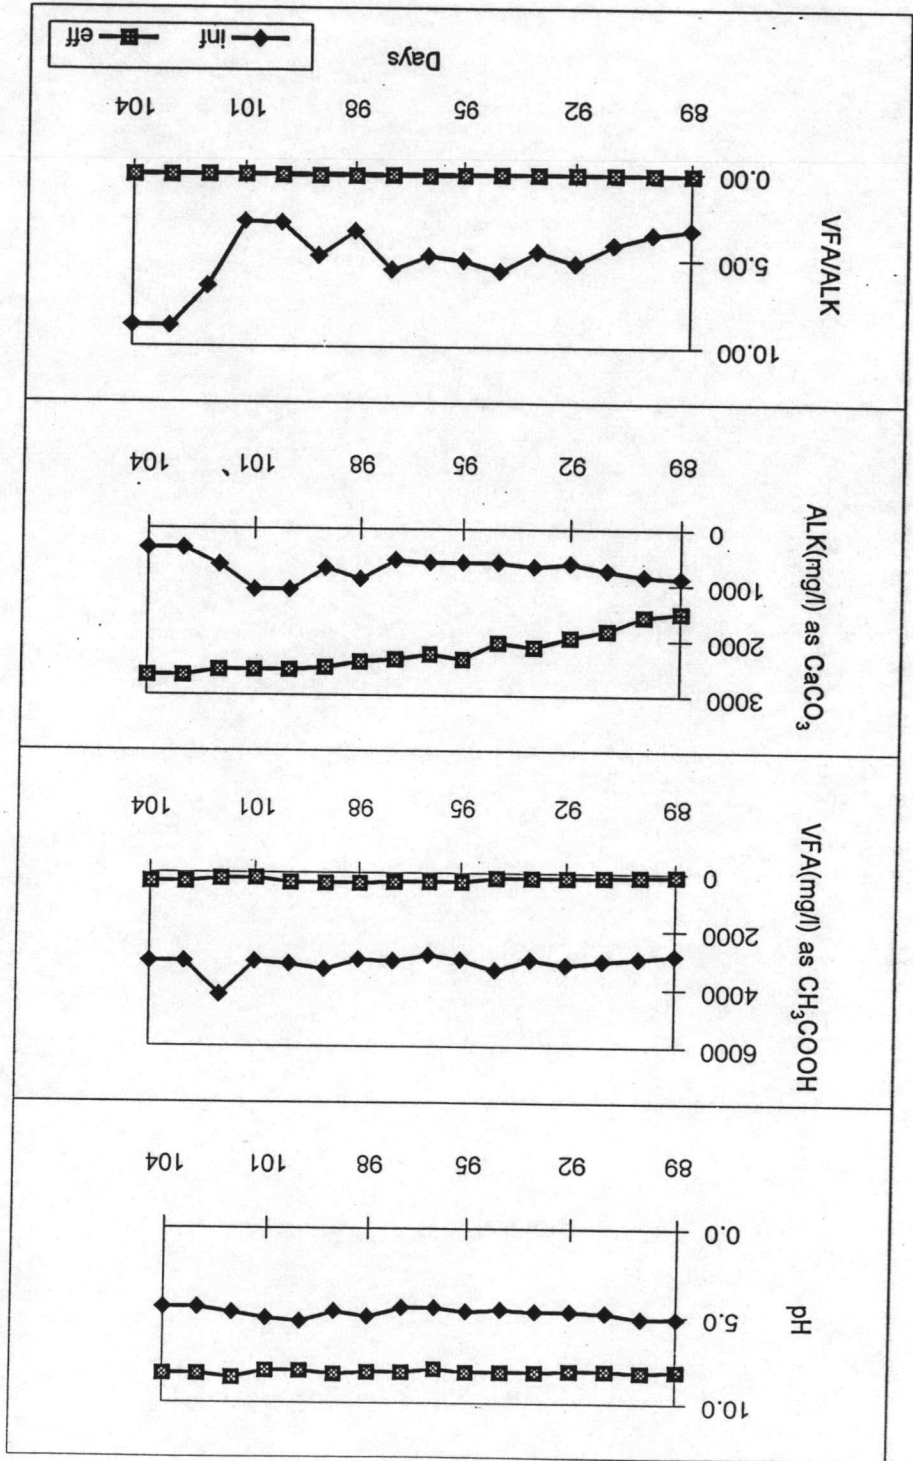 pH
10.0
5.0
0.0
89 92 95 98 101 104
VFA(mg/l) as CH₃COOH
6000
4000
2000
0
89 92 95 98 101 104
ALK(mg/l) as CaCO₃
3000
2000
1000
0
89 92 95 98 101 104
VFA/ALK
10.00
5.00
0.00
89 92 95 98 101 104
Days
inf eff